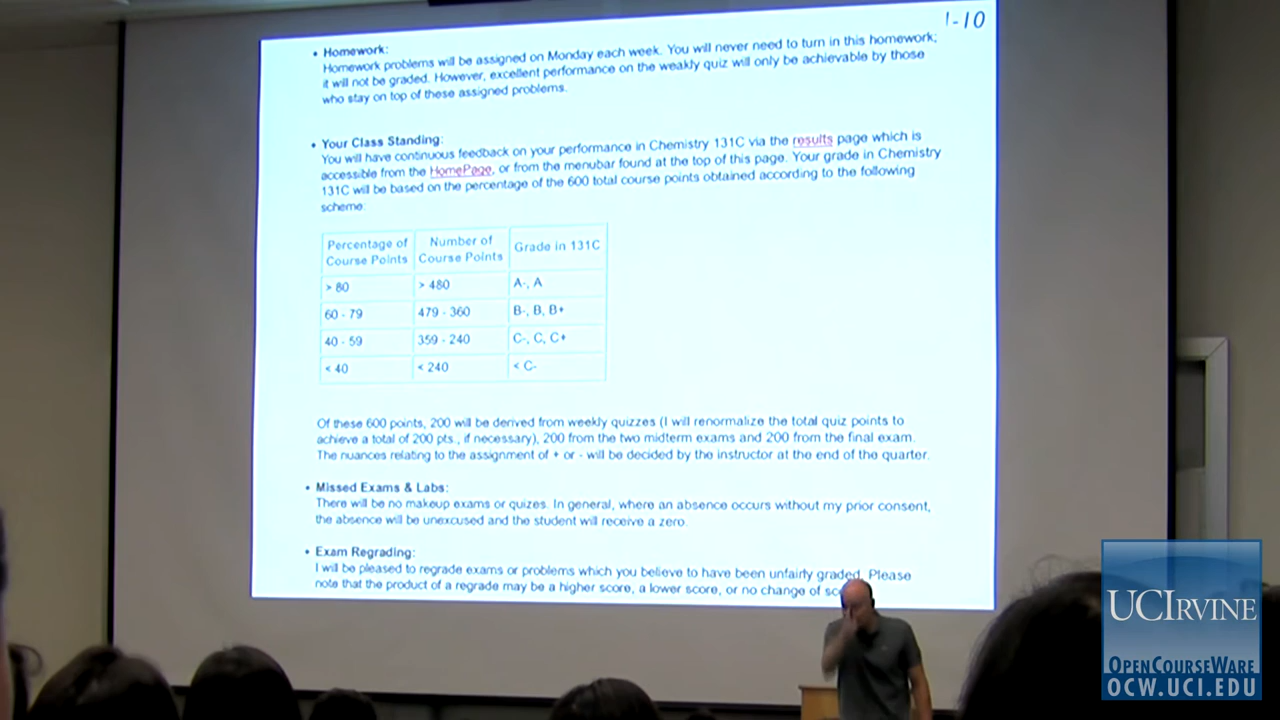 1-10
• Homework:
Homework problems will be assigned on Monday each week. You will never need to turn in this homework;
it will not be graded. However, excellent performance on the weakly quiz will only be achievable by those
who stay on top of these assigned problems.
• Your Class Standing:
You will have continuous feedback on your performance in Chemistry 131C via the results page which is
accessible from the HomePage, or from the menubar found at the top of this page. Your grade in Chemistry
131C will be based on the percentage of the 600 total course points obtained according to the following
scheme:
Percentage of Course Points Number of Course Points Grade in 131C
> 80 > 480 A-, A
60 - 79 479 - 360 B-, B, B+
40 - 59 359 - 240 C-, C, C+
< 40 < 240 < C-
Of these 600 points, 200 will be derived from weekly quizzes (I will renormalize the total quiz points to
achieve a total of 200 pts., if necessary), 200 from the two midterm exams and 200 from the final exam.
The nuances relating to the assignment of + or - will be decided by the instructor at the end of the quarter.
• Missed Exams & Labs:
There will be no makeup exams or quizes. In general, where an absence occurs without my prior consent,
the absence will be unexcused and the student will receive a zero.
• Exam Regrading:
I will be pleased to regrade exams or problems which you believe to have been unfairly graded. Please
note that the product of a regrade may be a higher score, a lower score, or no change of
UCIRVINE
OPENCOURSEWARE
OCW.UCI.EDU